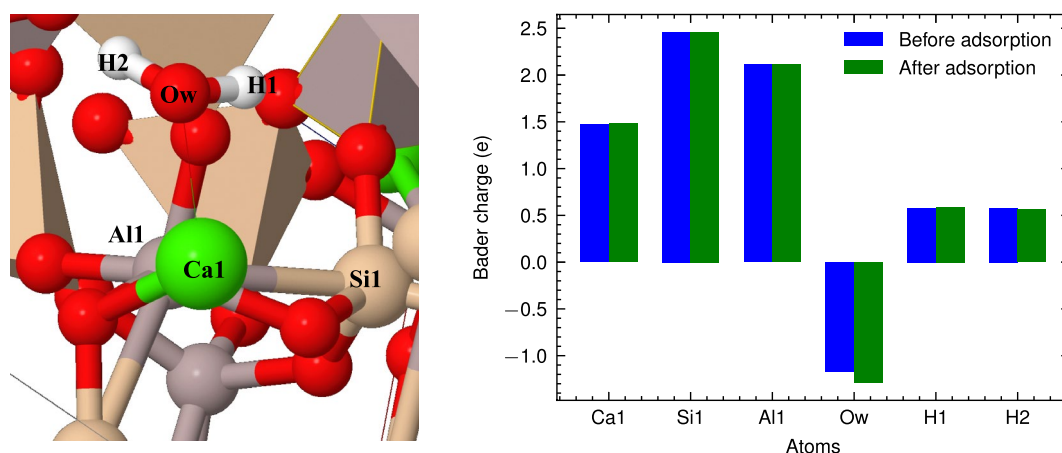 H2
H1
Ow
Al1
Ca1
Si1
Before adsorption
After adsorption
Bader charge (e)
2.5
2.0
1.5
1.0
0.5
0.0
−0.5
−1.0
Ca1 Si1 Al1 Ow H1 H2
Atoms